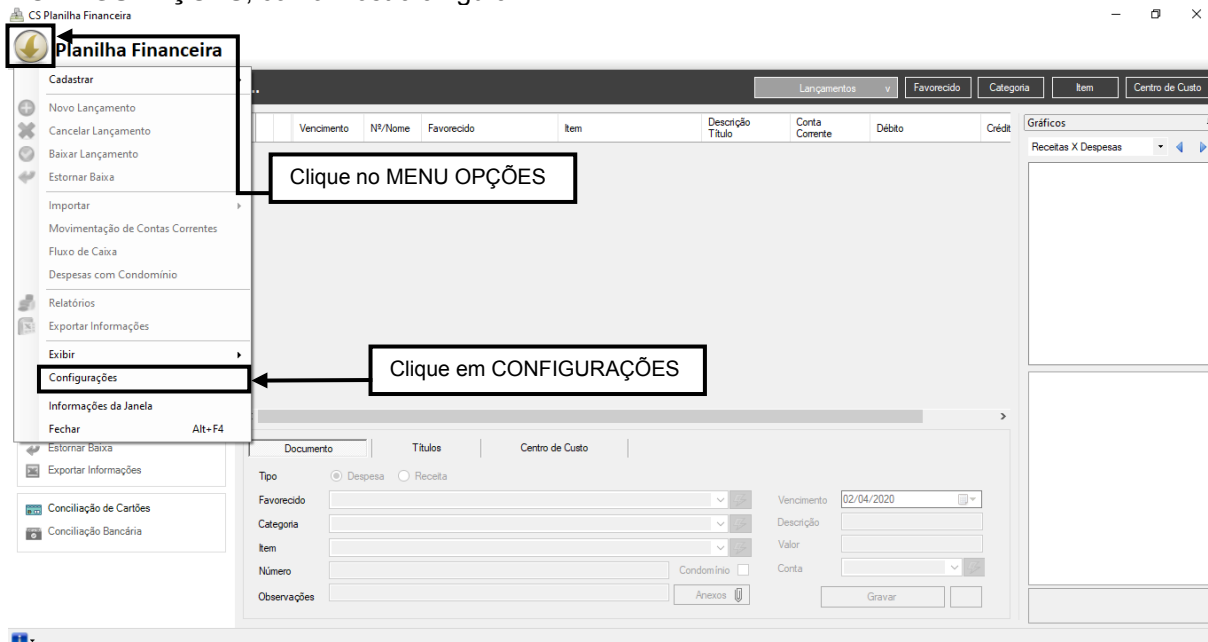 CS Planilha Financeira
Planilha Financeira
Cadastrar
Novo Lançamento
Cancelar Lançamento
Baixar Lançamento
Estornar Baixa
Importar
Movimentação de Contas Correntes
Fluxo de Caixa
Despesas com Condomínio
Relatórios
Exportar Informações
Exibir
Configurações
Informações da Janela
Fechar Alt+F4
Estornar Baixa
Exportar Informações
Conciliação de Cartões
Conciliação Bancária
Lançamentos v Favorecido Categoria Item Centro de Custo
Vencimento Nº/Nome Favorecido Item Descrição Título Conta Corrente Débito Crédit
Clique no MENU OPÇÕES
Clique em CONFIGURAÇÕES
Gráficos
Receitas X Despesas
Documento Títulos Centro de Custo
Tipo Despesa Receita
Favorecido Vencimento 02/04/2020
Categoria Descrição
Item Valor
Número Condomínio Conta
Observações Anexos Gravar